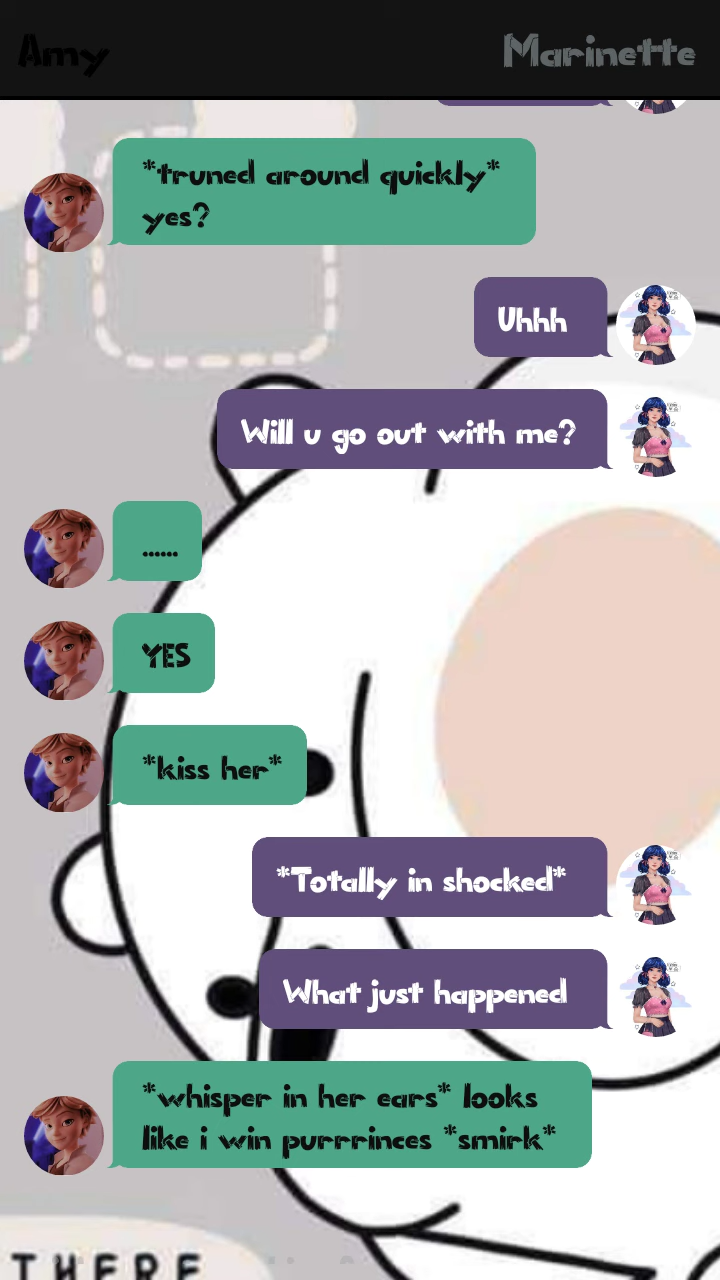 Amy
Marinette
*truned around quickly*
yes?
Uhhh
Will u go out with me?
......
YES
*kiss her*
*Totally in shocked*
What just happened
*whisper in her ears* looks
like i win purrrinces *smirk*
THERE